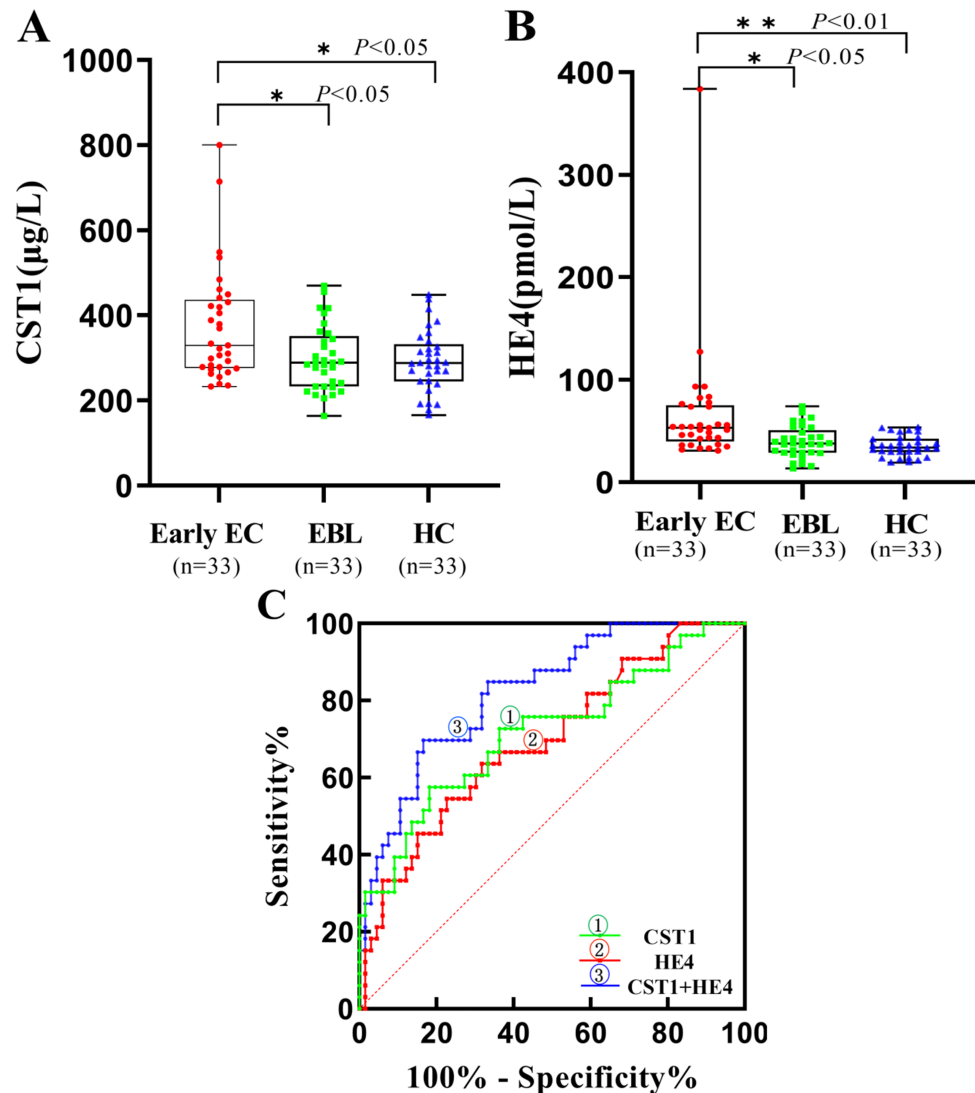 A
* P<0.05
* P<0.05
CST1(μg/L)
1000
800
600
400
200
0
Early EC
(n=33)
EBL
(n=33)
HC
(n=33)
B
** P<0.01
* P<0.05
HE4(pmol/L)
400
300
200
100
0
Early EC
(n=33)
EBL
(n=33)
HC
(n=33)
C
Sensitivity%
100
80
60
40
20
0
3
1
2
1 CST1
2 HE4
3 CST1+HE4
0 20 40 60 80 100
100% - Specificity%